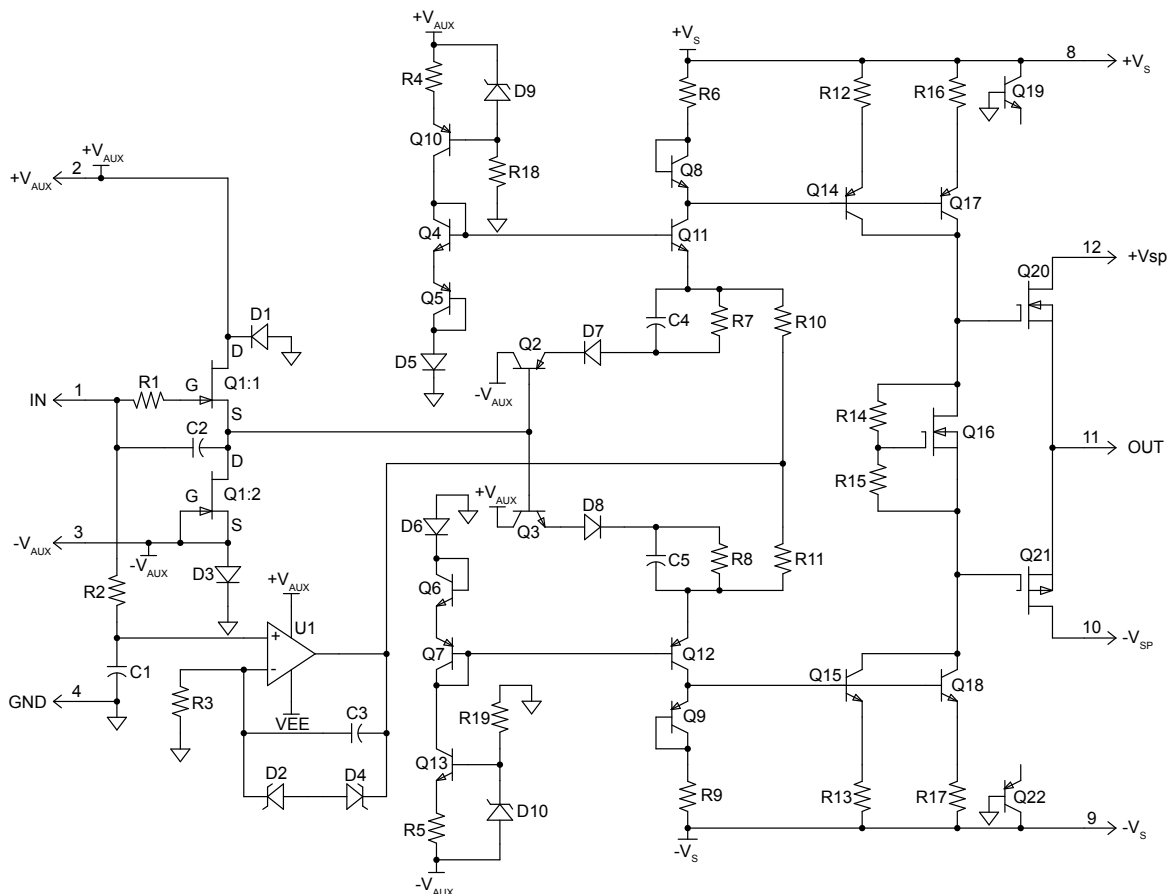 +V_AUX
+V_S
8
+V_S
R4
D9
R6
R12
R16
Q19
Q10
R18
Q8
+V_AUX
2
+V_AUX
Q14
Q17
Q4
Q11
12
+Vsp
Q20
Q5
D1
C4
R7
R10
D7
Q2
D5
D
-V_AUX
1
R1
G
Q1:1
IN
S
R14
Q16
C2
11
OUT
D
R15
G
Q1:2
+V_AUX
D8
D6
3
S
Q3
-V_AUX
-V_AUX
C5
R8
R11
Q21
D3
+V_AUX
Q6
R2
10
-V_SP
+
U1
Q7
Q12
C1
-
Q15
Q18
4
R3
R19
GND
VEE
C3
Q9
Q13
D2
D4
D10
R9
R13
R17
Q22
R5
9
-V_S
-V_S
-V_AUX